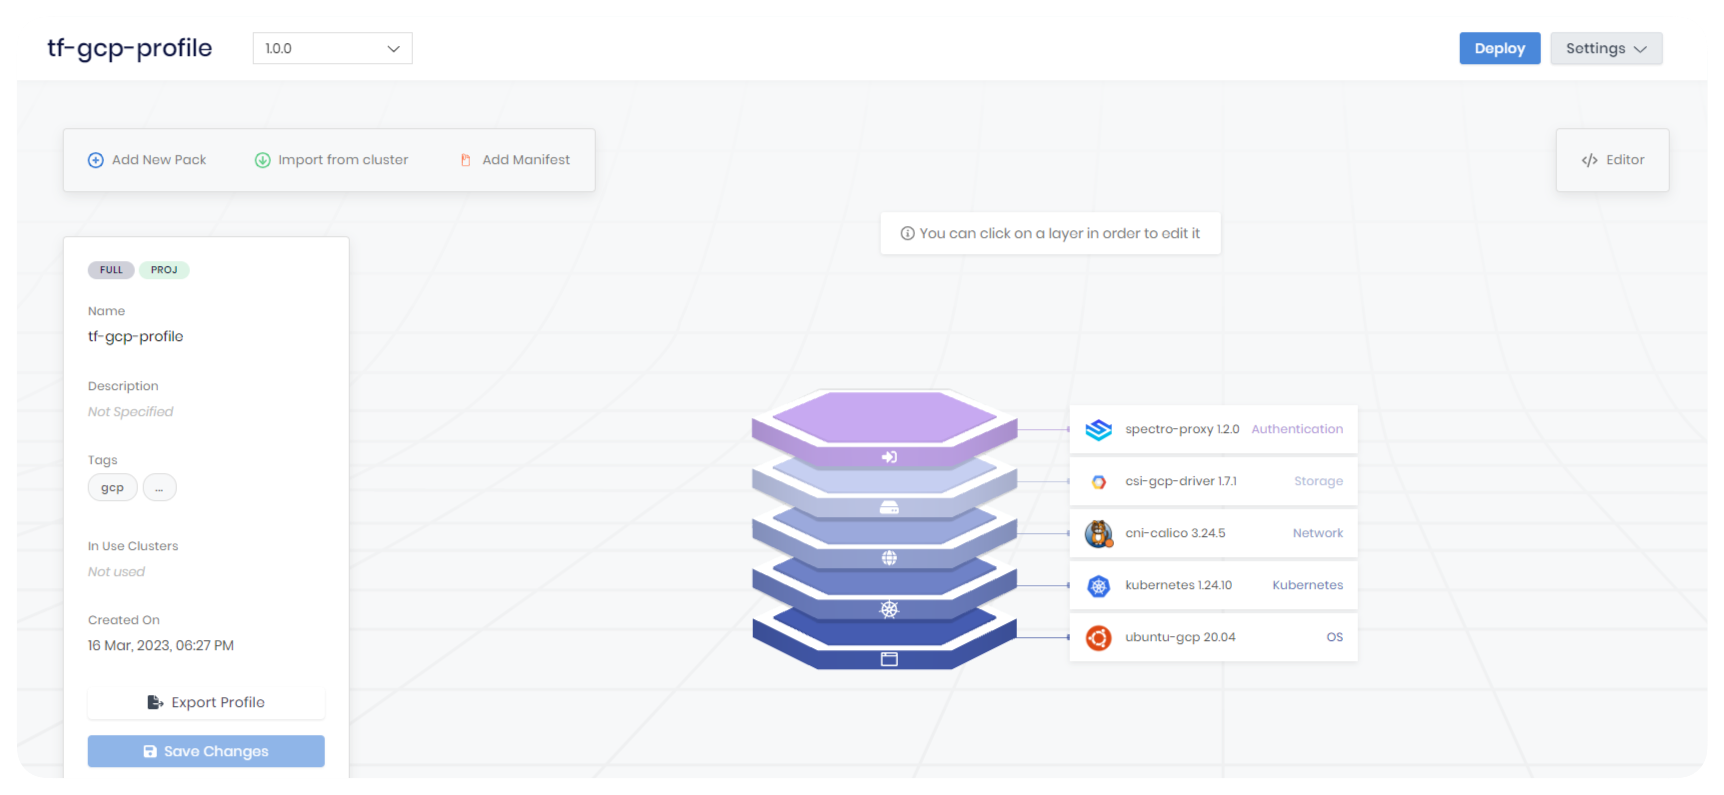 tf-gcp-profile
1.0.0
Deploy
Settings
Add New Pack
Import from cluster
Add Manifest
</> Editor
You can click on a layer in order to edit it
FULL
PROJ
Name
tf-gcp-profile
Description
Not Specified
Tags
gcp
...
In Use Clusters
Not used
Created On
16 Mar, 2023, 06:27 PM
Export Profile
Save Changes
spectro-proxy 1.2.0 Authentication
csi-gcp-driver 1.7.1 Storage
cni-calico 3.24.5 Network
kubernetes 1.24.10 Kubernetes
ubuntu-gcp 20.04 OS